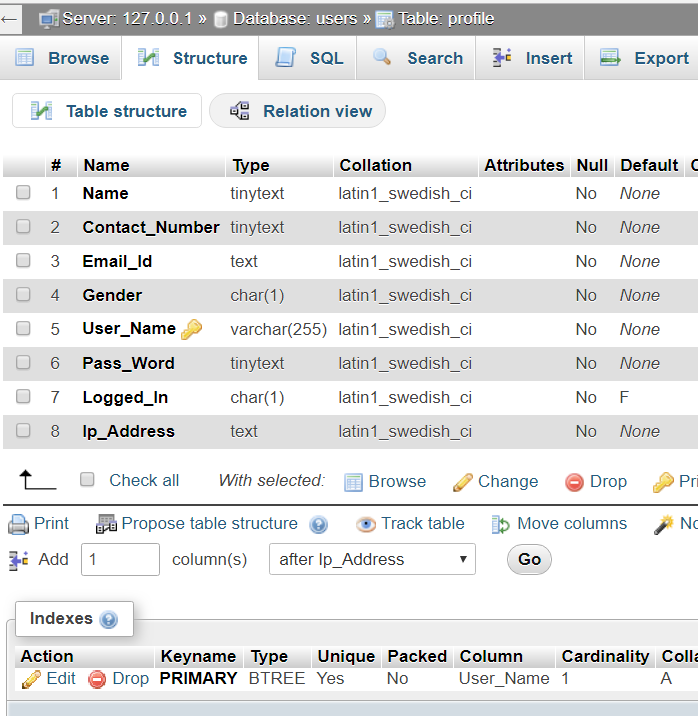 Server: 127.0.0.1 » Database: users » Table: profile
Browse Structure SQL Search Insert Export
Table structure Relation view
# Name Type Collation Attributes Null Default
1 Name tinytext latin1_swedish_ci No None
2 Contact_Number tinytext latin1_swedish_ci No None
3 Email_Id text latin1_swedish_ci No None
4 Gender char(1) latin1_swedish_ci No None
5 User_Name varchar(255) latin1_swedish_ci No None
6 Pass_Word tinytext latin1_swedish_ci No None
7 Logged_In char(1) latin1_swedish_ci No F
8 Ip_Address text latin1_swedish_ci No None
Check all With selected: Browse Change Drop Pri
Print Propose table structure Track table Move columns No
Add 1 column(s) after Ip_Address Go
Indexes
Action Keyname Type Unique Packed Column Cardinality Colla
Edit Drop PRIMARY BTREE Yes No User_Name 1 A